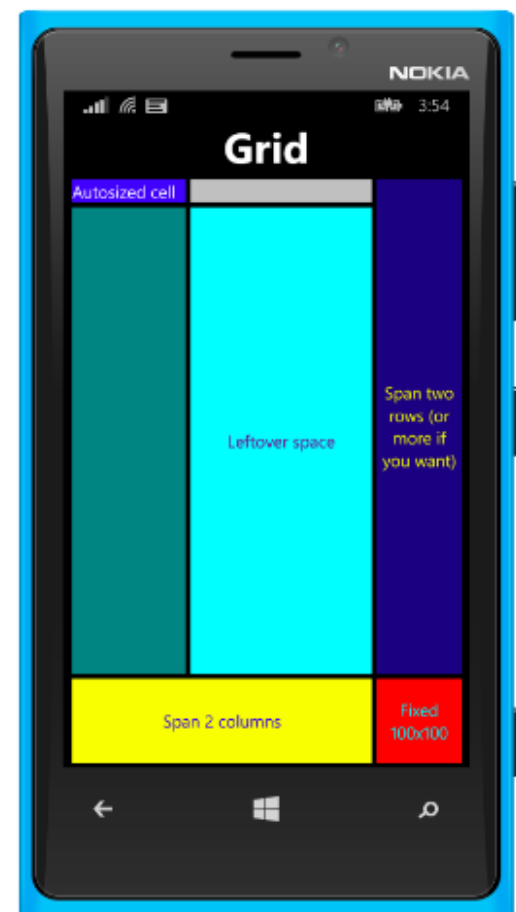 NOKIA
3:54
Grid
Autosized cell
Span two
rows (or
more if
you want)
Leftover space
Span 2 columns
Fixed
100x100